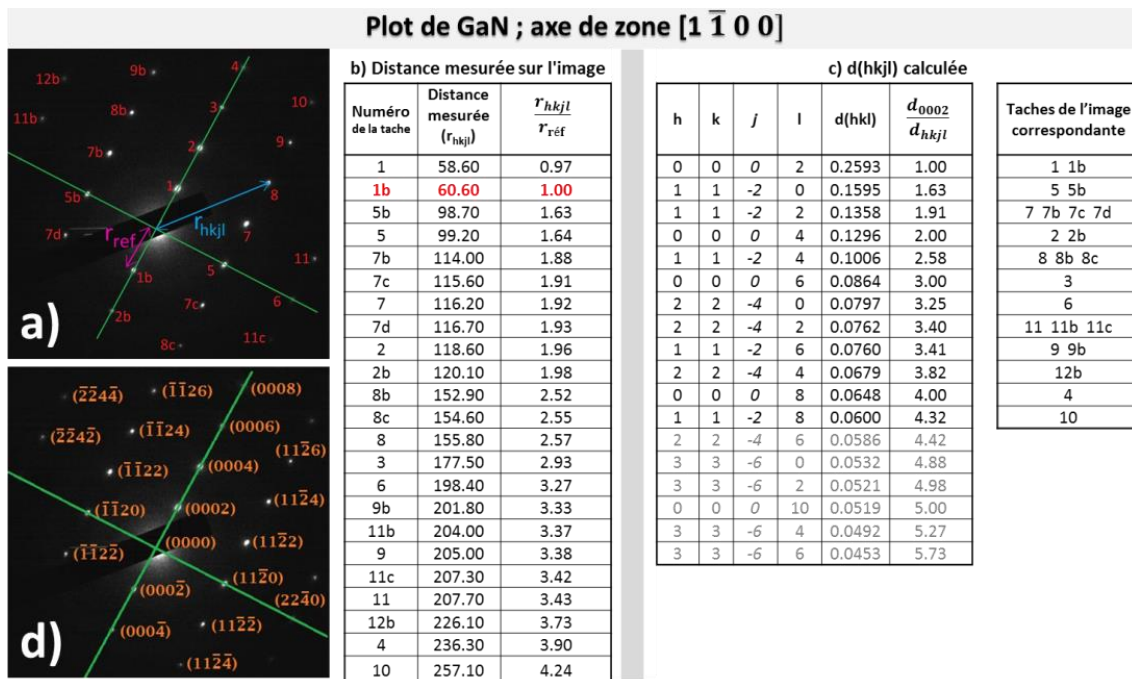 Plot de GaN ; axe de zone [1 1̅ 0 0]
12b
9b
4
11b
8b
3
10
7b
2
9
5b
1
8
r_hkjl
7d
r_ref
7
1b
5
11
2b
7c
6
8c
11c
a)
(2̅2̅44̅)
(1̅1̅26)
(0008)
(2̅2̅42̅)
(1̅1̅24)
(0006)
(112̅6)
(1̅1̅22)
(0004)
(112̅4)
(1̅1̅20)
(0002)
(1̅1̅22̅)
(0000)
(112̅2)
(0002̅)
(112̅0)
(224̅0)
(0004̅)
(112̅2̅)
(112̅4̅)
d)
b) Distance mesurée sur l'image
Numéro de la tache | Distance mesurée (r_hkjl) | r_hkjl / r_réf
1 58.60 0.97
1b 60.60 1.00
5b 98.70 1.63
5 99.20 1.64
7b 114.00 1.88
7c 115.60 1.91
7 116.20 1.92
7d 116.70 1.93
2 118.60 1.96
2b 120.10 1.98
8b 152.90 2.52
8c 154.60 2.55
8 155.80 2.57
3 177.50 2.93
6 198.40 3.27
9b 201.80 3.33
11b 204.00 3.37
9 205.00 3.38
11c 207.30 3.42
11 207.70 3.43
12b 226.10 3.73
4 236.30 3.90
10 257.10 4.24
c) d(hkjl) calculée
h k j l d(hkl) d_0002 / d_hkjl
0 0 0 2 0.2593 1.00
1 1 -2 0 0.1595 1.63
1 1 -2 2 0.1358 1.91
0 0 0 4 0.1296 2.00
1 1 -2 4 0.1006 2.58
0 0 0 6 0.0864 3.00
2 2 -4 0 0.0797 3.25
2 2 -4 2 0.0762 3.40
1 1 -2 6 0.0760 3.41
2 2 -4 4 0.0679 3.82
0 0 0 8 0.0648 4.00
1 1 -2 8 0.0600 4.32
2 2 -4 6 0.0586 4.42
3 3 -6 0 0.0532 4.88
3 3 -6 2 0.0521 4.98
0 0 0 10 0.0519 5.00
3 3 -6 4 0.0492 5.27
3 3 -6 6 0.0453 5.73
Taches de l'image
correspondante
1 1b
5 5b
7 7b 7c 7d
2 2b
8 8b 8c
3
6
11 11b 11c
9 9b
12b
4
10